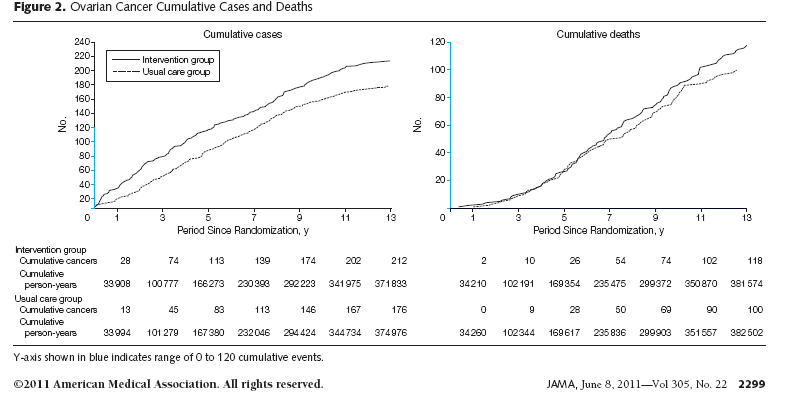 Figure 2. Ovarian Cancer Cumulative Cases and Deaths
Cumulative cases
Intervention group
Usual care group
No.
240
220
200
180
160
140
120
100
80
60
40
20
0 1 3 5 7 9 11 13
Period Since Randomization, y
Cumulative deaths
No.
120
100
80
60
40
20
0 1 3 5 7 9 11 13
Period Since Randomization, y
Intervention group
Cumulative cancers 28 74 113 139 174 202 212 2 10 26 54 74 102 118
Cumulative
person-years 33908 100777 166273 230393 292223 341975 371833 34210 102191 169354 235475 299372 350870 381574
Usual care group
Cumulative cancers 13 45 83 113 146 167 176 0 9 28 50 69 90 100
Cumulative
person-years 33994 101279 167380 232046 294424 344734 374976 34260 102344 169617 235836 299903 351557 382502
Y-axis shown in blue indicates range of 0 to 120 cumulative events.
©2011 American Medical Association. All rights reserved. JAMA, June 8, 2011—Vol 305, No. 22 2299